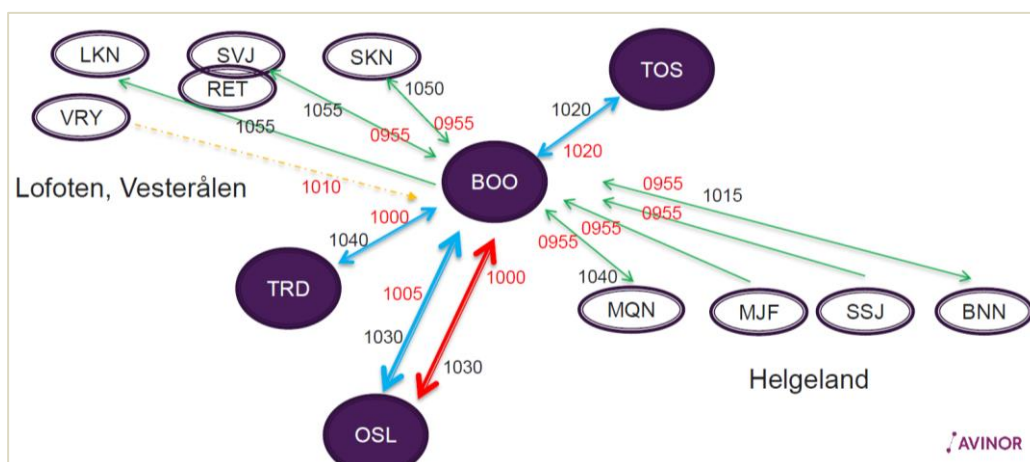 LKN
SVJ
SKN
TOS
RET
VRY
1055
1055
1050
0955
0955
1020
1020
BOO
Lofoten, Vesterålen
1010
1000
1040
TRD
1005
1000
1030
1030
OSL
0955
1015
0955
0955
0955
1040
MQN
MJF
SSJ
BNN
Helgeland
AVINOR